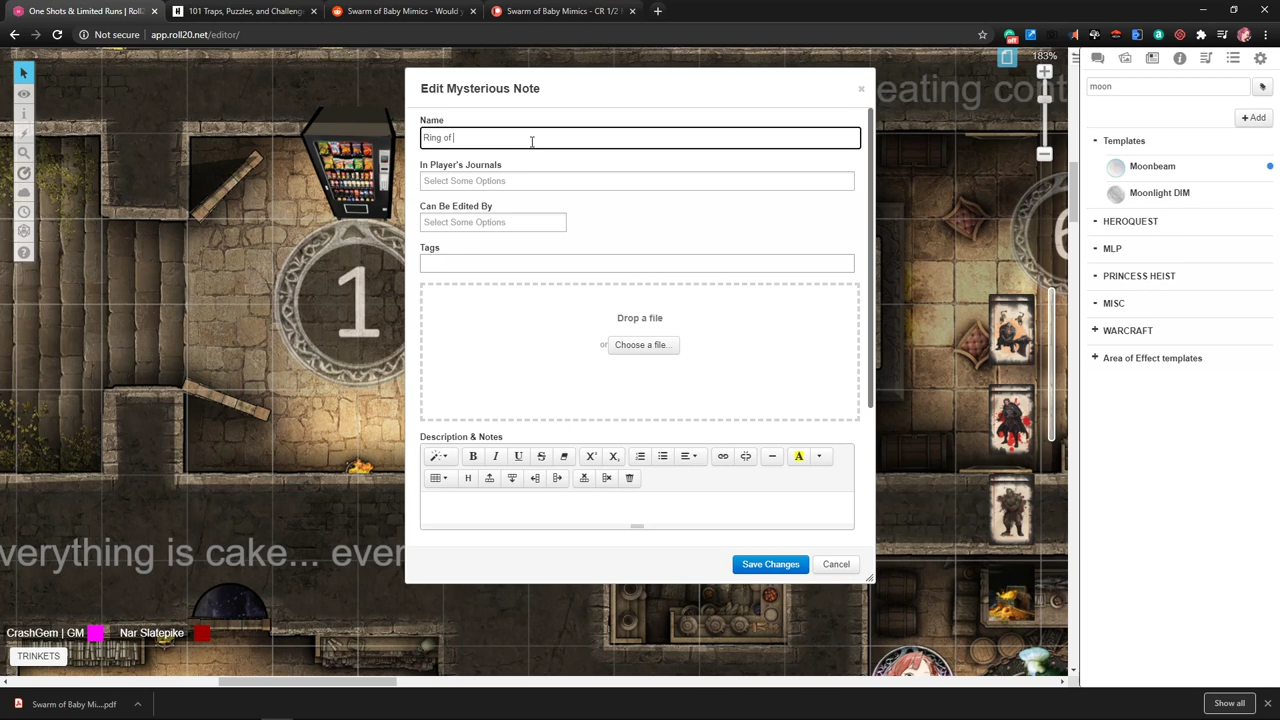 One Shots & Limited Runs | Roll2
101 Traps, Puzzles, and Challeng
Swarm of Baby Mimics : r/dndnex
Swarm of Baby Mimics – CR 1/2
Not secure | app.roll20.net/editor/
off
183%
eating cont
Edit Mysterious Note
Name
Ring of
In Player's Journals
Select Some Options
Can Be Edited By
Select Some Options
Tags
Drop a file
or Choose a file...
Description & Notes
Save Changes
Cancel
moon
+ Add
Templates
Moonbeam
Moonlight DIM
HEROQUEST
MLP
PRINCESS HEIST
MISC
WARCRAFT
Area of Effect templates
1
6
verything is cake... ever
CrashGem | GM
Nar Slatepike
TRINKETS
Swarm of Baby Mi....pdf
Show all